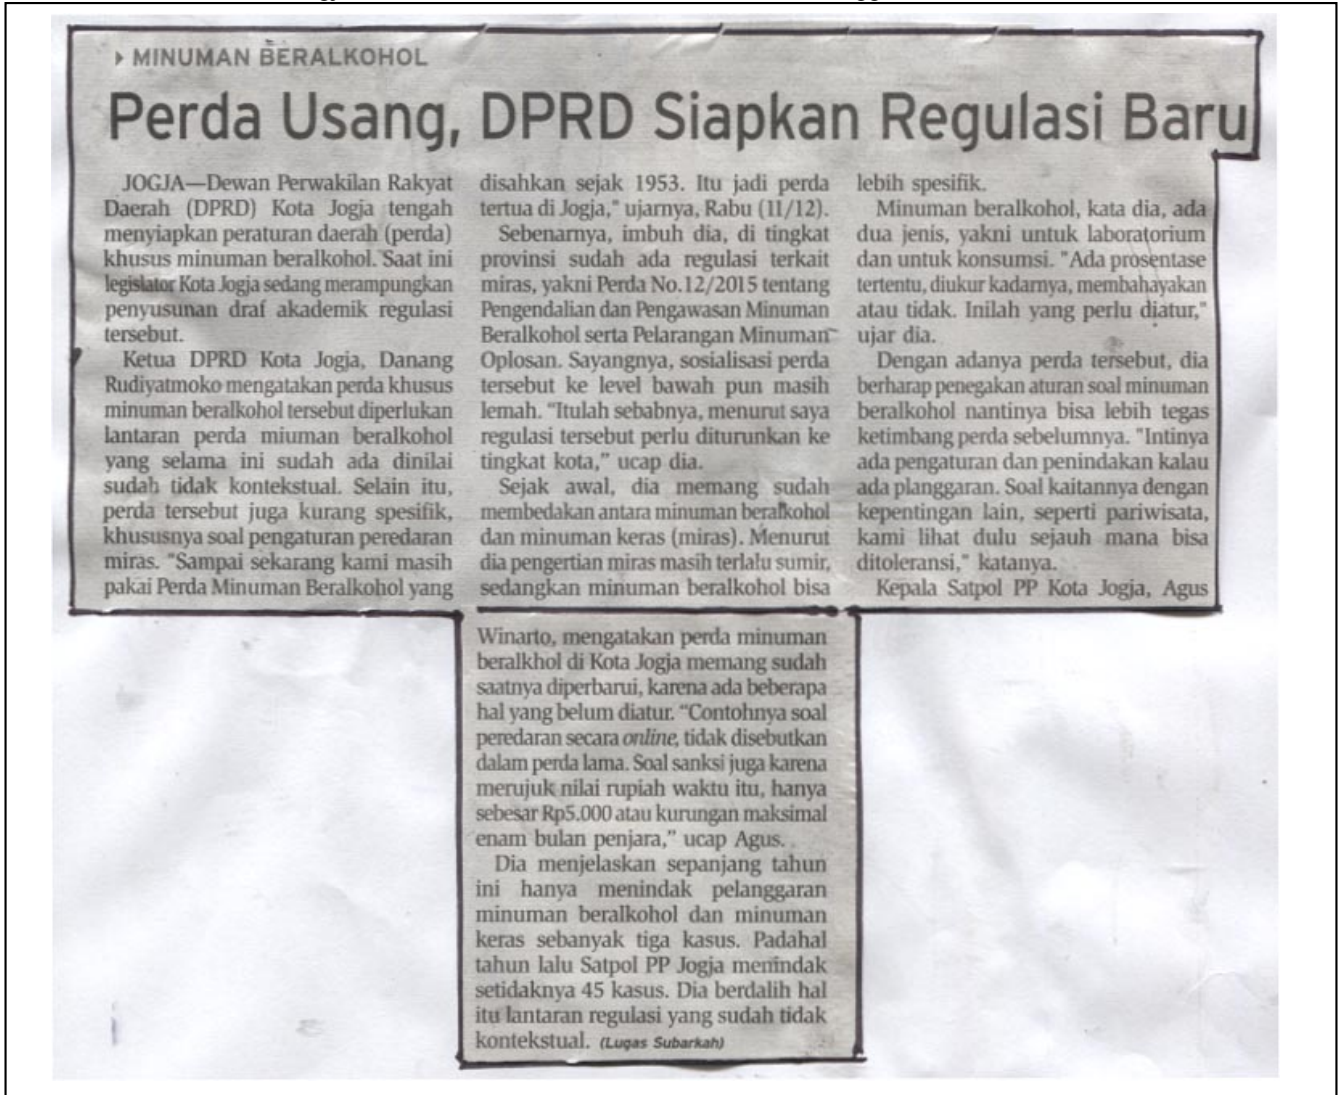 MINUMAN BERALKOHOL
Perda Usang, DPRD Siapkan Regulasi Baru
JOGJA—Dewan Perwakilan Rakyat
Daerah (DPRD) Kota Jogja tengah
menyiapkan peraturan daerah (perda)
khusus minuman beralkohol. Saat ini
legislator Kota Jogja sedang merampungkan
penyusunan draf akademik regulasi
tersebut.
Ketua DPRD Kota Jogja, Danang
Rudiyatmoko mengatakan perda khusus
minuman beralkohol tersebut diperlukan
lantaran perda miuman beralkohol
yang selama ini sudah ada dinilai
sudah tidak kontekstual. Selain itu,
perda tersebut juga kurang spesifik,
khususnya soal pengaturan peredaran
miras. "Sampai sekarang kami masih
pakai Perda Minuman Beralkohol yang
disahkan sejak 1953. Itu jadi perda
tertua di Jogja," ujarnya, Rabu (11/12).
Sebenarnya, imbuh dia, di tingkat
provinsi sudah ada regulasi terkait
miras, yakni Perda No.12/2015 tentang
Pengendalian dan Pengawasan Minuman
Beralkohol serta Pelarangan Minuman
Oplosan. Sayangnya, sosialisasi perda
tersebut ke level bawah pun masih
lemah. “Itulah sebabnya, menurut saya
regulasi tersebut perlu diturunkan ke
tingkat kota,” ucap dia.
Sejak awal, dia memang sudah
membedakan antara minuman beralkohol
dan minuman keras (miras). Menurut
dia pengertian miras masih terlalu sumir,
sedangkan minuman beralkohol bisa
lebih spesifik.
Minuman beralkohol, kata dia, ada
dua jenis, yakni untuk laboratorium
dan untuk konsumsi. "Ada prosentase
tertentu, diukur kadarnya, membahayakan
atau tidak. Inilah yang perlu diatur,"
ujar dia.
Dengan adanya perda tersebut, dia
berharap penegakan aturan soal minuman
beralkohol nantinya bisa lebih tegas
ketimbang perda sebelumnya. "Intinya
ada pengaturan dan penindakan kalau
ada planggaran. Soal kaitannya dengan
kepentingan lain, seperti pariwisata,
kami lihat dulu sejauh mana bisa
ditoleransi," katanya.
Kepala Satpol PP Kota Jogja, Agus
Winarto, mengatakan perda minuman
beralkhol di Kota Jogja memang sudah
saatnya diperbarui, karena ada beberapa
hal yang belum diatur. “Contohnya soal
peredaran secara online, tidak disebutkan
dalam perda lama. Soal sanksi juga karena
merujuk nilai rupiah waktu itu, hanya
sebesar Rp5.000 atau kurungan maksimal
enam bulan penjara,” ucap Agus.
Dia menjelaskan sepanjang tahun
ini hanya menindak pelanggaran
minuman beralkohol dan minuman
keras sebanyak tiga kasus. Padahal
tahun lalu Satpol PP Jogja menindak
setidaknya 45 kasus. Dia berdalih hal
itu lantaran regulasi yang sudah tidak
kontekstual. (Lugas Subarkah)